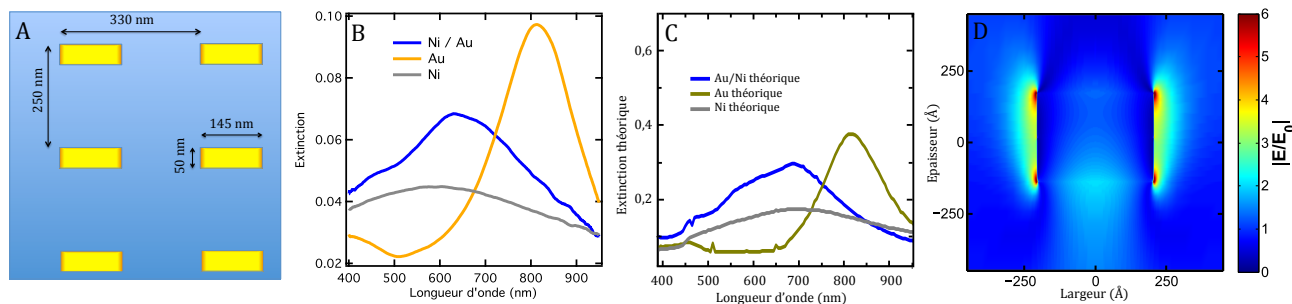 A
330 nm
250 nm
145 nm
50 nm
B
Ni / Au
Au
Ni
Extinction
0.10
0.08
0.06
0.04
0.02
400 500 600 700 800 900
Longueur d'onde (nm)
C
Au/Ni théorique
Au théorique
Ni théorique
Extinction théorique
0,6
0,4
0,2
400 500 600 700 800 900
Longueur d'onde (nm)
D
Epaisseur (Å)
250
0
−250
−250 0 250
Largeur (Å)
6
5
4
3
2
1
0
|E/E0|